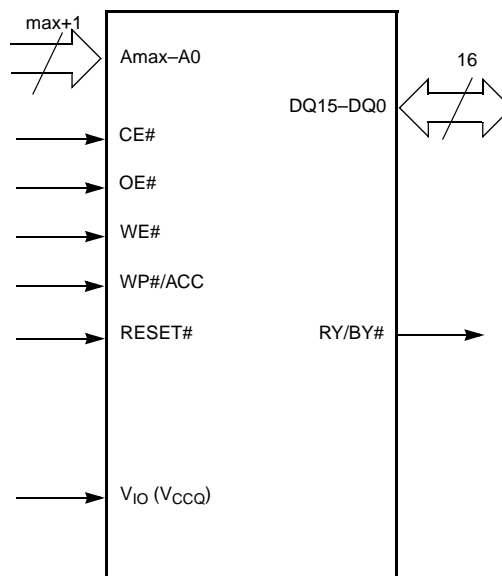 max+1
Amax–A0
16
DQ15–DQ0
CE#
OE#
WE#
WP#/ACC
RESET#
RY/BY#
VIO (VCCQ)